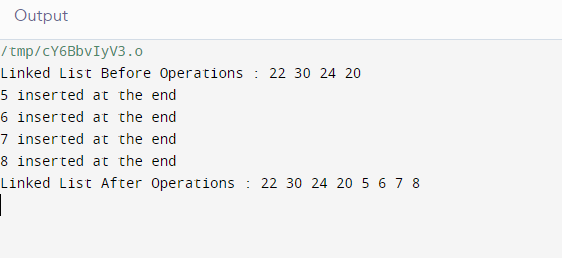 Output
/tmp/cY6BbvIyV3.o
Linked List Before Operations : 22 30 24 20
5 inserted at the end
6 inserted at the end
7 inserted at the end
8 inserted at the end
Linked List After Operations : 22 30 24 20 5 6 7 8